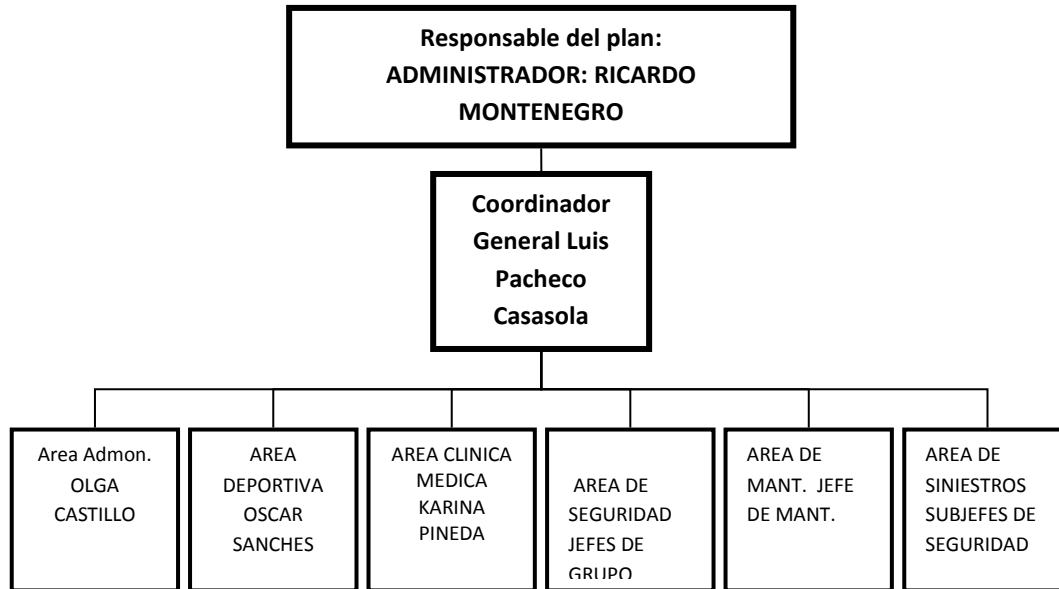 Responsable del plan:
ADMINISTRADOR: RICARDO
MONTENEGRO
Coordinador
General Luis
Pacheco
Casasola
Area Admon.
OLGA
CASTILLO
AREA
DEPORTIVA
OSCAR
SANCHES
AREA CLINICA
MEDICA
KARINA
PINEDA
AREA DE
SEGURIDAD
JEFES DE
GRUPO
AREA DE
MANT. JEFE
DE MANT.
AREA DE
SINIESTROS
SUBJEFES DE
SEGURIDAD